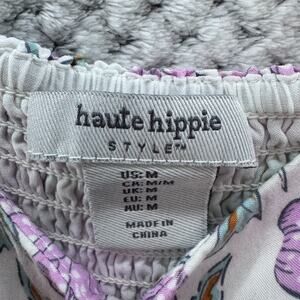 haute hippie
STYLE™
US: M
CA: M/M
UK: M
EU: M
AU: M
MADE IN
CHINA